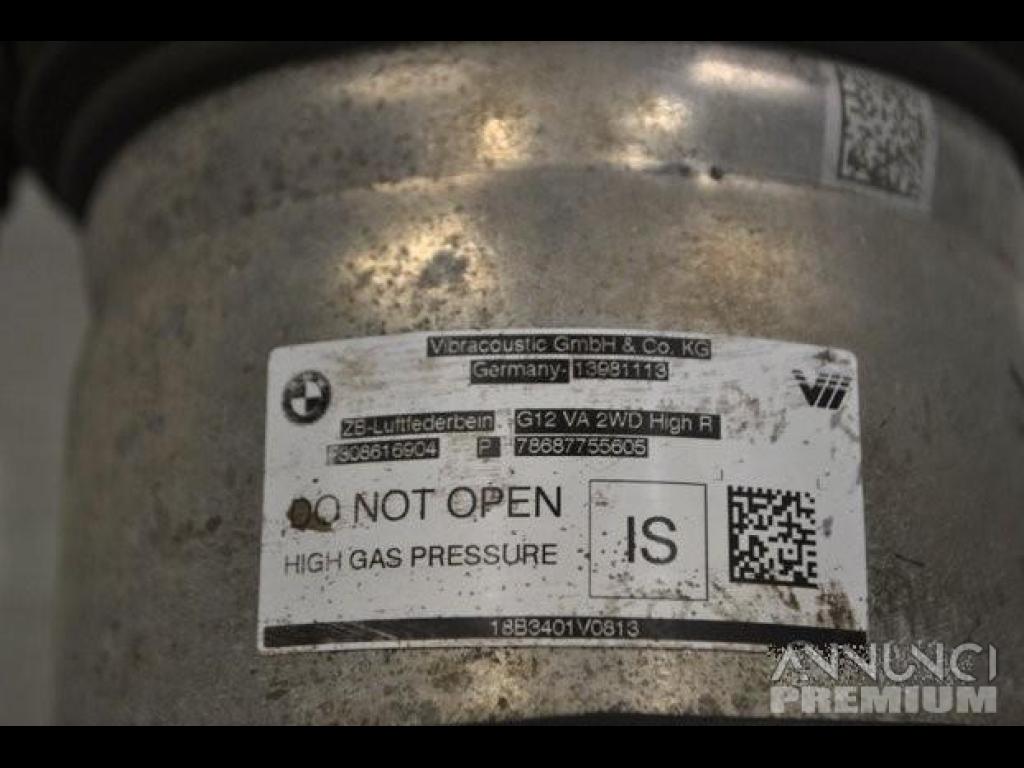 Vibracoustic GmbH & Co. KG
Germany- 13981113
ZB-Luftfederbein G12 VA 2WD High R
F308616904 P 78687755605
DO NOT OPEN
HIGH GAS PRESSURE
IS
18B3401V0813
ANNUNCI
PREMIUM